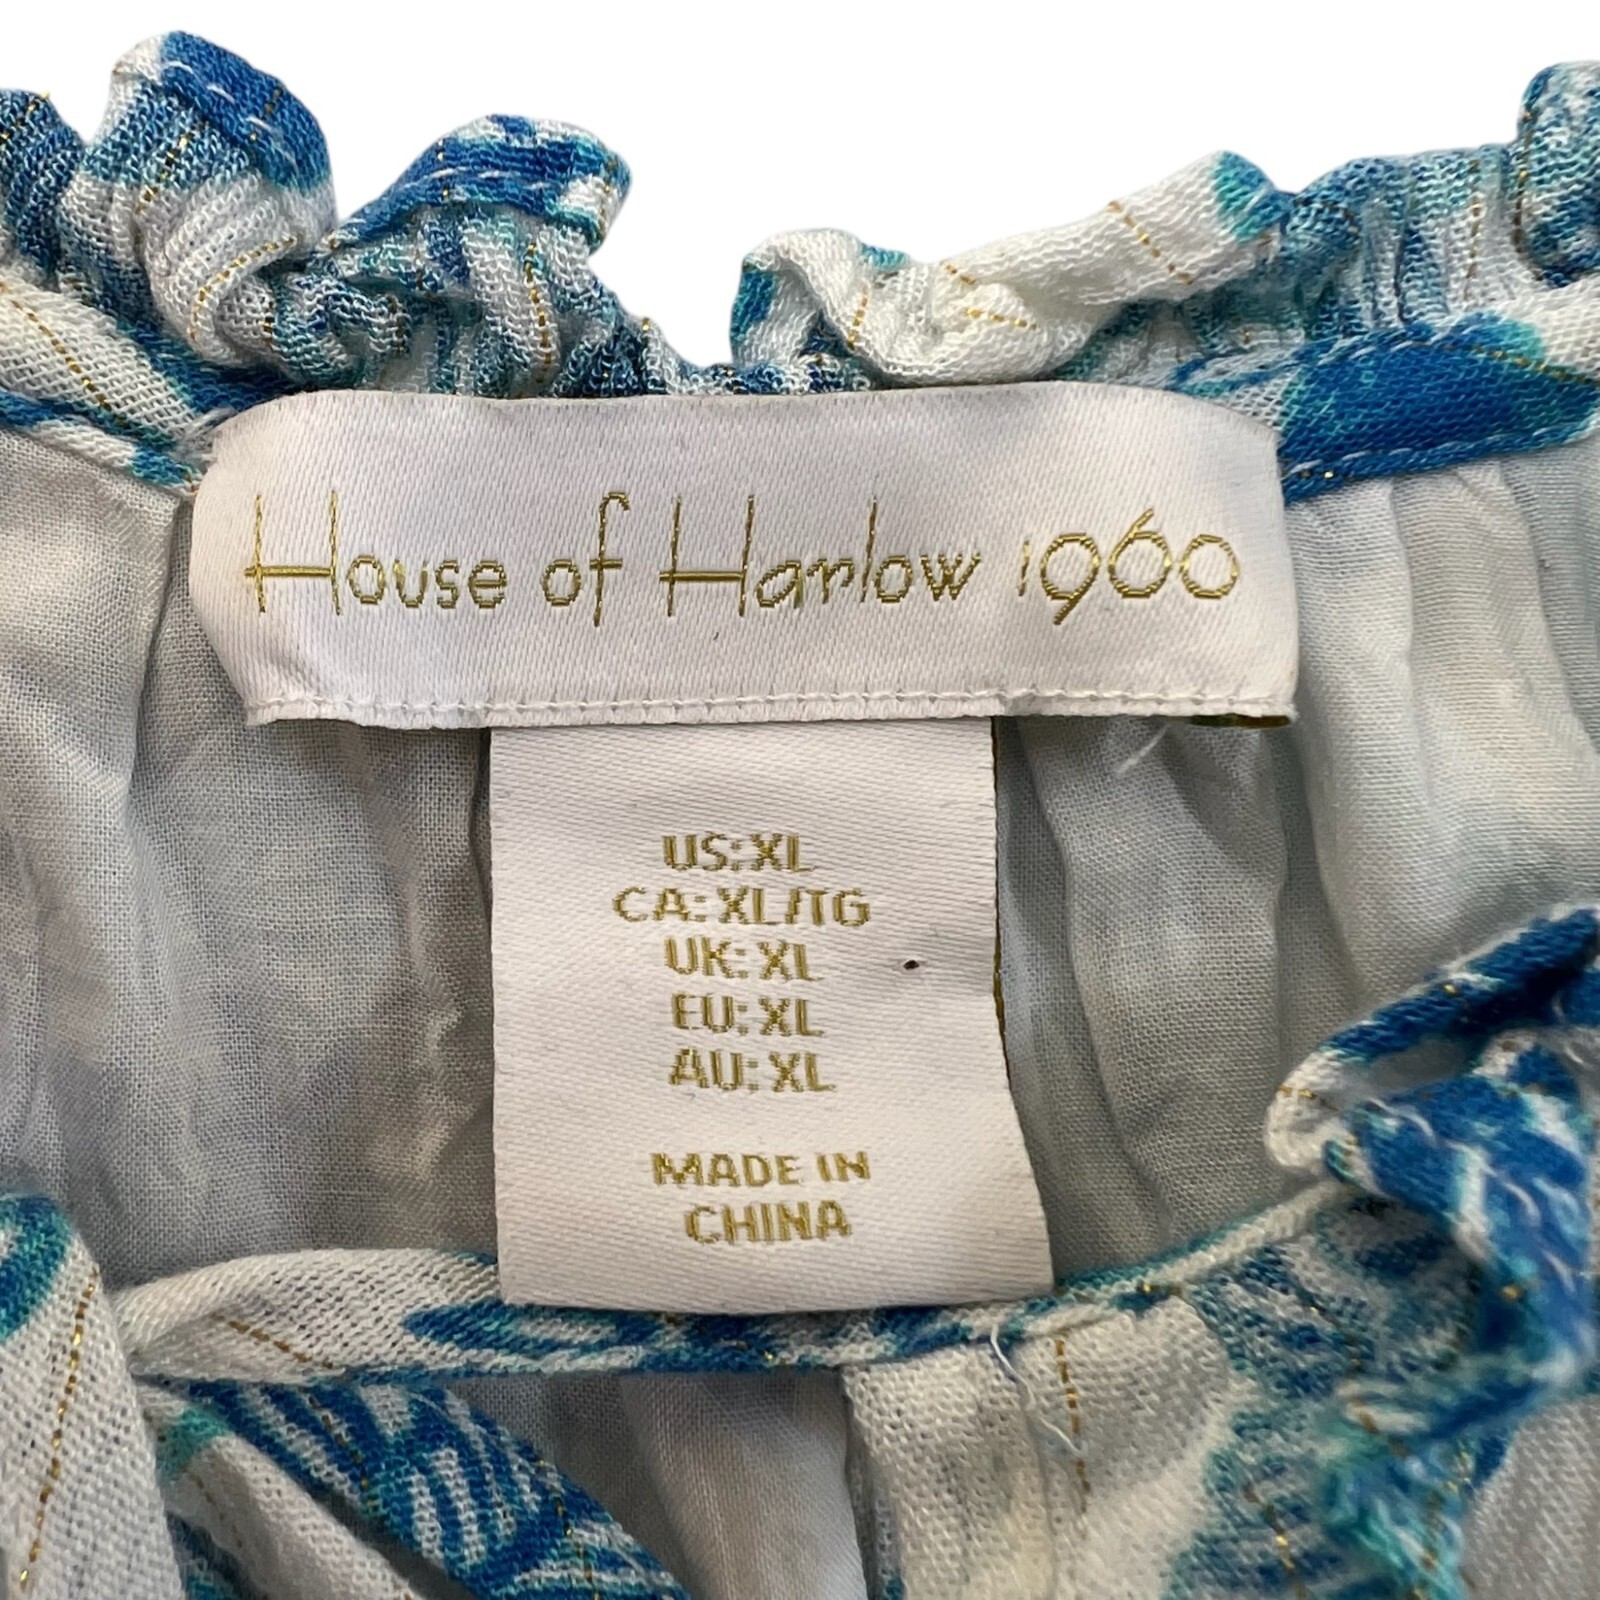 House of Harlow 1960
US: XL
CA: XL/TG
UK: XL
EU: XL
AU: XL
MADE IN
CHINA